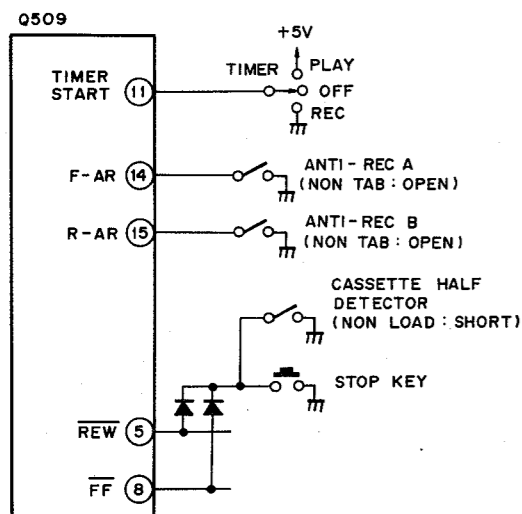 Q509
+5V
TIMER
START
11
TIMER
PLAY
OFF
REC
F-AR
14
ANTI-REC A
(NON TAB : OPEN)
R-AR
15
ANTI-REC B
(NON TAB : OPEN)
CASSETTE HALF
DETECTOR
(NON LOAD : SHORT)
STOP KEY
REW
5
FF
8